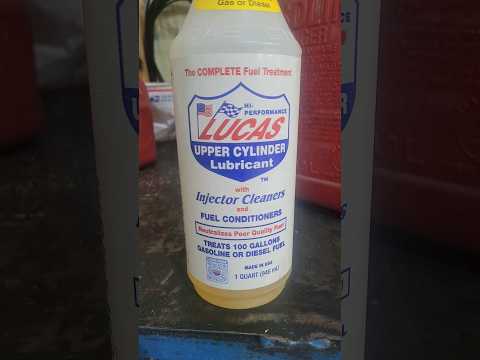 Gas or Diesel
The COMPLETE Fuel Treatment
HI-
PERFORMANCE
LUCAS
UPPER CYLINDER
Lubricant
TM
with
Injector Cleaners
and
FUEL CONDITIONERS
Neutralizes Poor Quality Fuel
TREATS 100 GALLONS
GASOLINE OR DIESEL FUEL
MADE IN USA
1 QUART (946 mL)